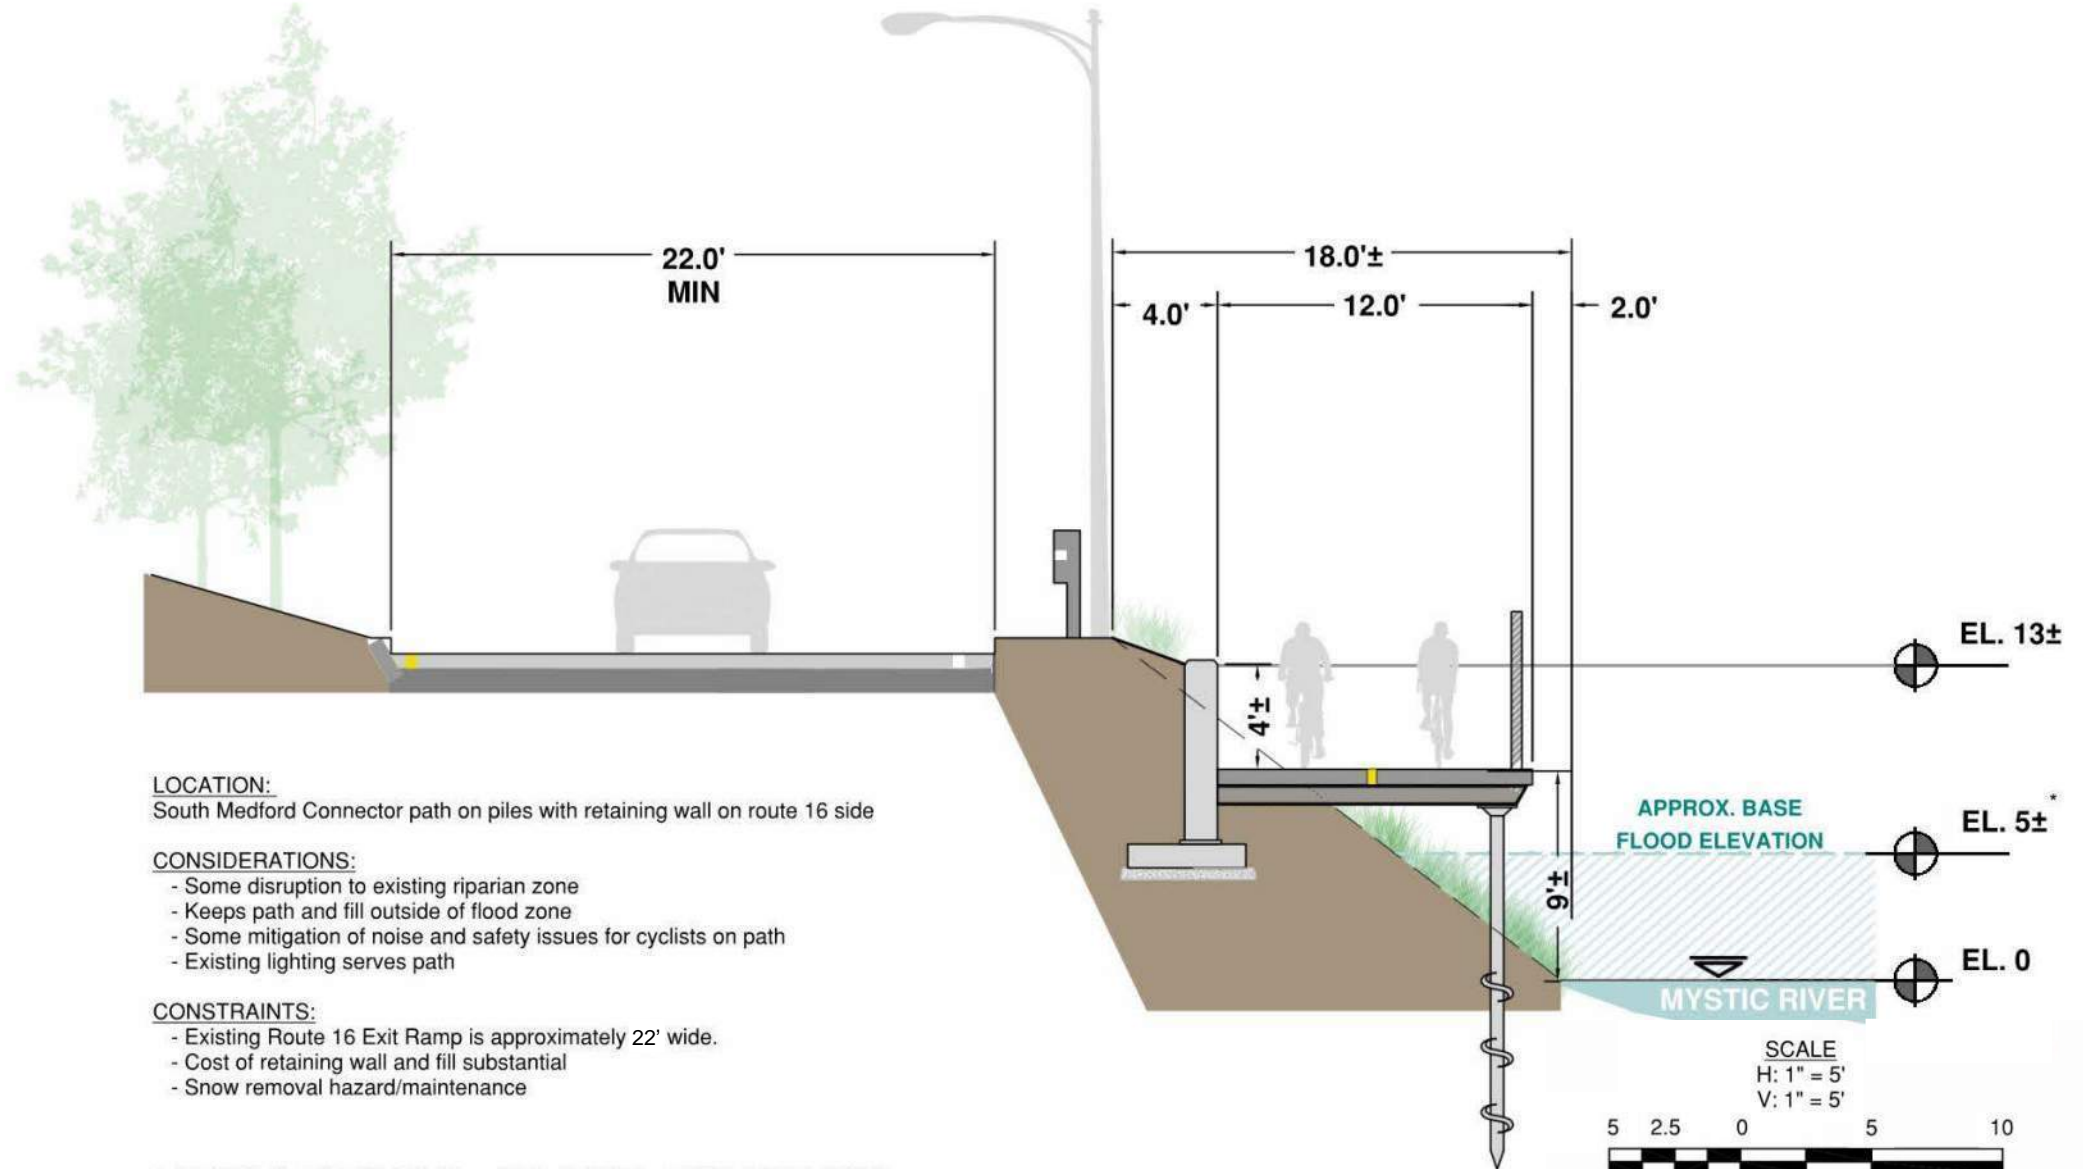 22.0'
MIN
18.0'±
4.0'
12.0'
2.0'
EL. 13±
4'±
LOCATION:
South Medford Connector path on piles with retaining wall on route 16 side
APPROX. BASE
FLOOD ELEVATION
EL. 5±*
CONSIDERATIONS:
- Some disruption to existing riparian zone
- Keeps path and fill outside of flood zone
- Some mitigation of noise and safety issues for cyclists on path
- Existing lighting serves path
9'±
EL. 0
MYSTIC RIVER
CONSTRAINTS:
- Existing Route 16 Exit Ramp is approximately 22’ wide.
- Cost of retaining wall and fill substantial
- Snow removal hazard/maintenance
SCALE
H: 1" = 5'
V: 1" = 5'
5 2.5 0 5 10